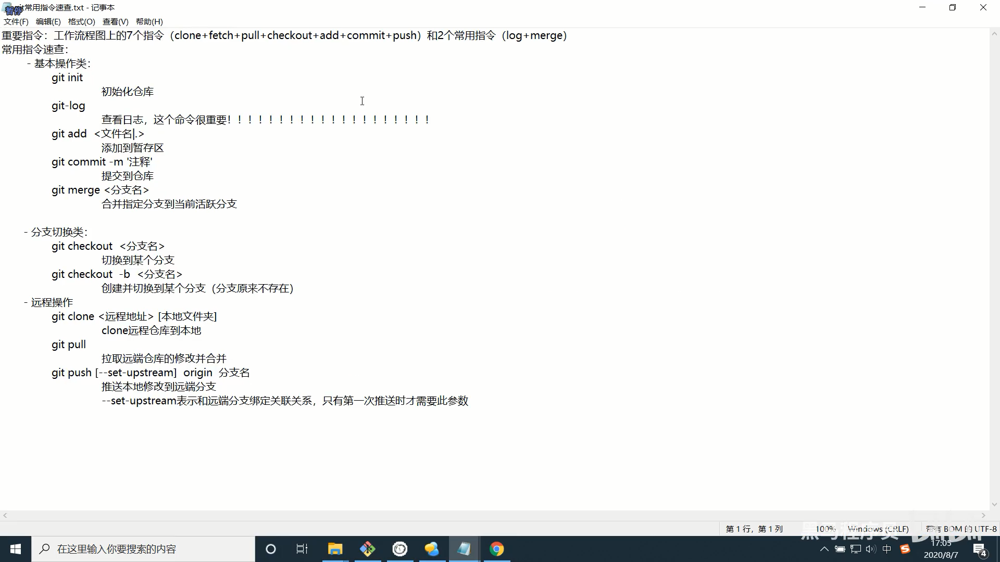 git常用指令速查.txt - 记事本
暂停
文件(F) 编辑(E) 格式(O) 查看(V) 帮助(H)
重要指令：工作流程图上的7个指令（clone+fetch+pull+checkout+add+commit+push）和2个常用指令（log+merge）
常用指令速查：
- 基本操作类：
git init
初始化仓库
git-log
查看日志，这个命令很重要！！！！！！！！！！！！！！！！！！！！
git add <文件名|.>
添加到暂存区
git commit -m '注释'
提交到仓库
git merge <分支名>
合并指定分支到当前活跃分支
- 分支切换类：
git checkout <分支名>
切换到某个分支
git checkout -b <分支名>
创建并切换到某个分支（分支原来不存在）
- 远程操作
git clone <远程地址> [本地文件夹]
clone远程仓库到本地
git pull
拉取远端仓库的修改并合并
git push [--set-upstream] origin 分支名
推送本地修改到远端分支
--set-upstream表示和远端分支绑定关联关系，只有第一次推送时才需要此参数
第 1 行，第 1 列 100% Windows (CRLF) 带有 BOM 的 UTF-8
黑马程序员 bilibili
在这里输入你要搜索的内容
中
17:05
2020/8/7
4